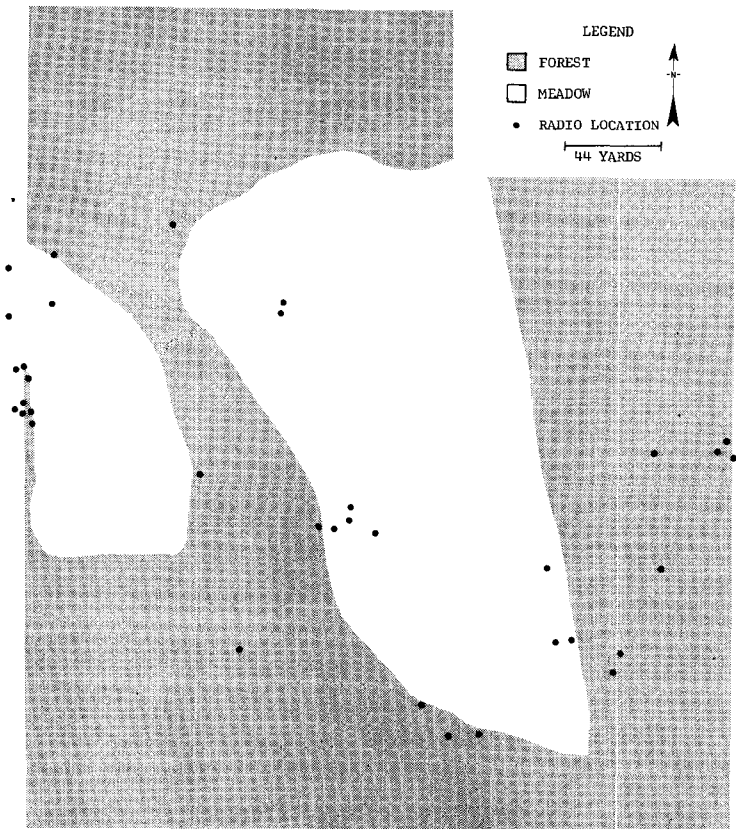 LEGEND
FOREST
MEADOW
RADIO LOCATION
-N-
44 YARDS